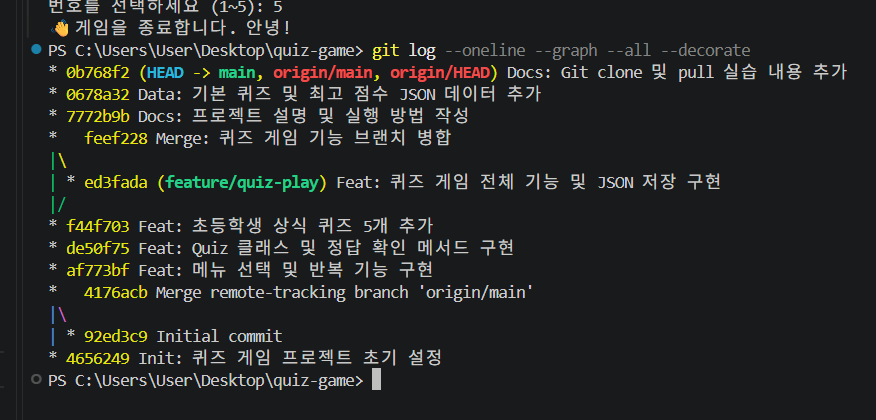 번호를 선택하세요 (1~5): 5
👋 게임을 종료합니다. 안녕!
PS C:\Users\User\Desktop\quiz-game> git log --oneline --graph --all --decorate
* 0b768f2 (HEAD -> main, origin/main, origin/HEAD) Docs: Git clone 및 pull 실습 내용 추가
* 0678a32 Data: 기본 퀴즈 및 최고 점수 JSON 데이터 추가
* 7772b9b Docs: 프로젝트 설명 및 실행 방법 작성
*   feef228 Merge: 퀴즈 게임 기능 브랜치 병합
|\
| * ed3fada (feature/quiz-play) Feat: 퀴즈 게임 전체 기능 및 JSON 저장 구현
|/
* f44f703 Feat: 초등학생 상식 퀴즈 5개 추가
* de50f75 Feat: Quiz 클래스 및 정답 확인 메서드 구현
* af773bf Feat: 메뉴 선택 및 반복 기능 구현
*   4176acb Merge remote-tracking branch 'origin/main'
|\
| * 92ed3c9 Initial commit
* 4656249 Init: 퀴즈 게임 프로젝트 초기 설정
PS C:\Users\User\Desktop\quiz-game>